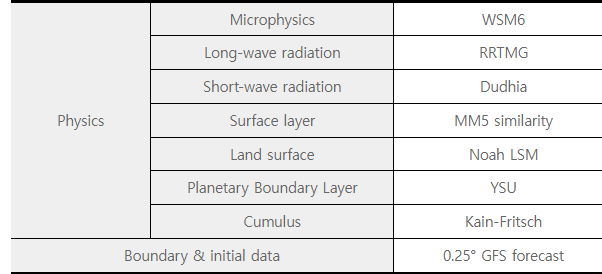 Physics
Microphysics WSM6
Long-wave radiation RRTMG
Short-wave radiation Dudhia
Surface layer MM5 similarity
Land surface Noah LSM
Planetary Boundary Layer YSU
Cumulus Kain-Fritsch
Boundary & initial data 0.25° GFS forecast